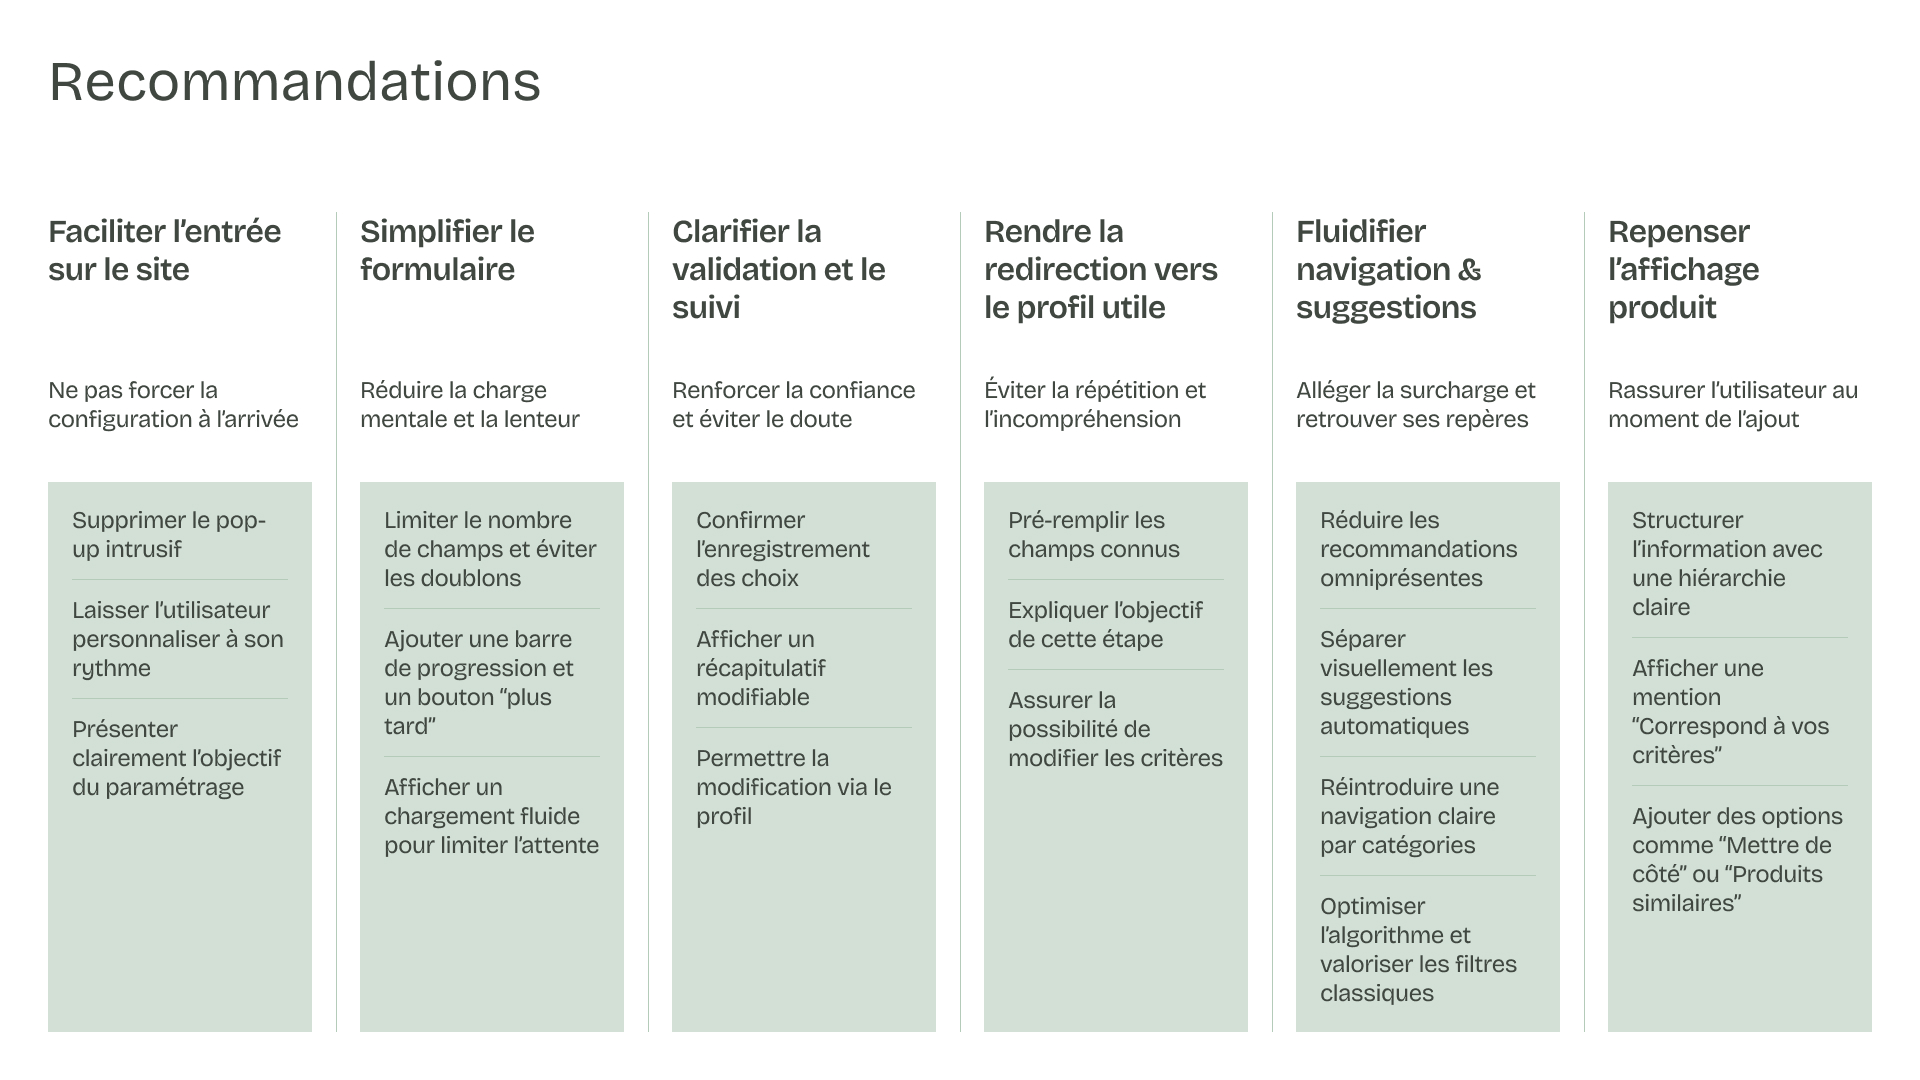 Recommandations
Faciliter l’entrée
sur le site
Ne pas forcer la
configuration à l’arrivée
Supprimer le pop-
up intrusif
Laisser l’utilisateur
personnaliser à son
rythme
Présenter
clairement l’objectif
du paramétrage
Simplifier le
formulaire
Réduire la charge
mentale et la lenteur
Limiter le nombre
de champs et éviter
les doublons
Ajouter une barre
de progression et
un bouton “plus
tard”
Afficher un
chargement fluide
pour limiter l’attente
Clarifier la
validation et le
suivi
Renforcer la confiance
et éviter le doute
Confirmer
l’enregistrement
des choix
Afficher un
récapitulatif
modifiable
Permettre la
modification via le
profil
Rendre la
redirection vers
le profil utile
Éviter la répétition et
l’incompréhension
Pré-remplir les
champs connus
Expliquer l’objectif
de cette étape
Assurer la
possibilité de
modifier les critères
Fluidifier
navigation &
suggestions
Alléger la surcharge et
retrouver ses repères
Réduire les
recommandations
omniprésentes
Séparer
visuellement les
suggestions
automatiques
Réintroduire une
navigation claire
par catégories
Optimiser
l’algorithme et
valoriser les filtres
classiques
Repenser
l’affichage
produit
Rassurer l’utilisateur au
moment de l’ajout
Structurer
l’information avec
une hiérarchie
claire
Afficher une
mention
“Correspond à vos
critères”
Ajouter des options
comme “Mettre de
côté” ou “Produits
similaires”